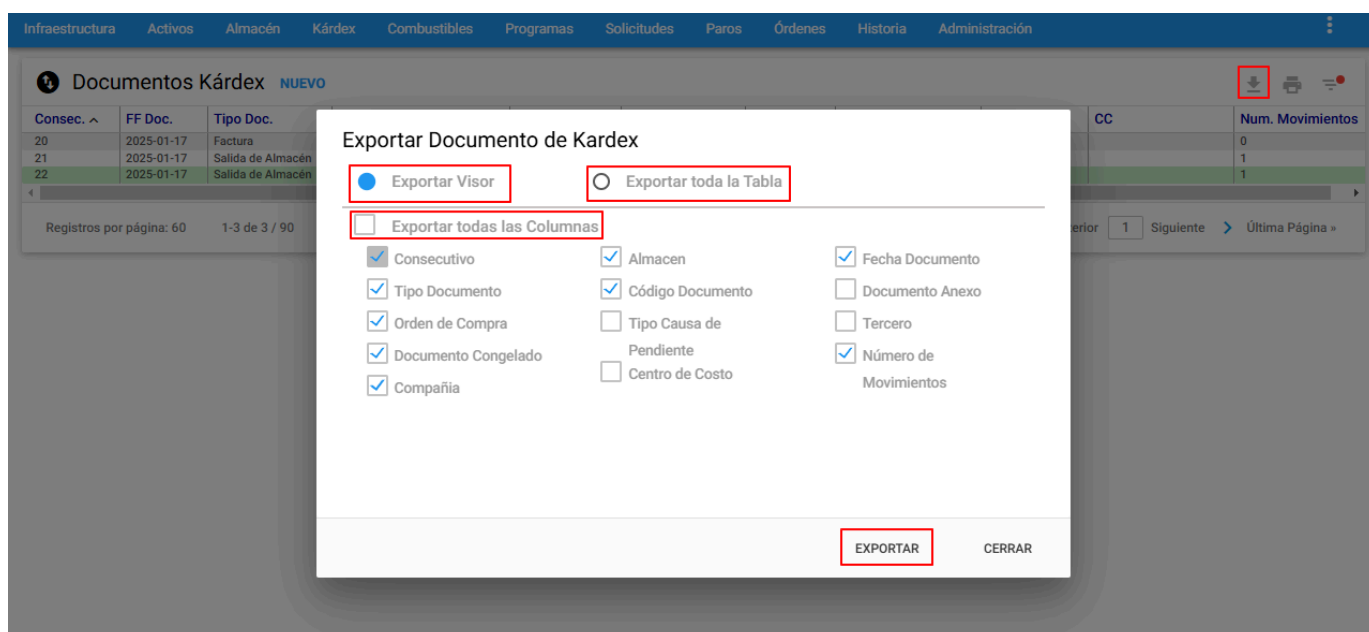 Infraestructura Activos Almacén Kárdex Combustibles Programas Solicitudes Paros Órdenes Historia Administración
Documentos Kárdex NUEVO
Consec. FF Doc. Tipo Doc. CC Num. Movimientos
20 2025-01-17 Factura 0
21 2025-01-17 Salida de Almacén 1
22 2025-01-17 Salida de Almacén 1
Registros por página: 60 1-3 de 3 / 90 erior 1 Siguiente Última Página »
Exportar Documento de Kardex
Exportar Visor Exportar toda la Tabla
Exportar todas las Columnas
Consecutivo Almacen Fecha Documento
Tipo Documento Código Documento Documento Anexo
Orden de Compra Tipo Causa de Tercero
Documento Congelado Pendiente Número de
Centro de Costo
Compañia Movimientos
EXPORTAR CERRAR